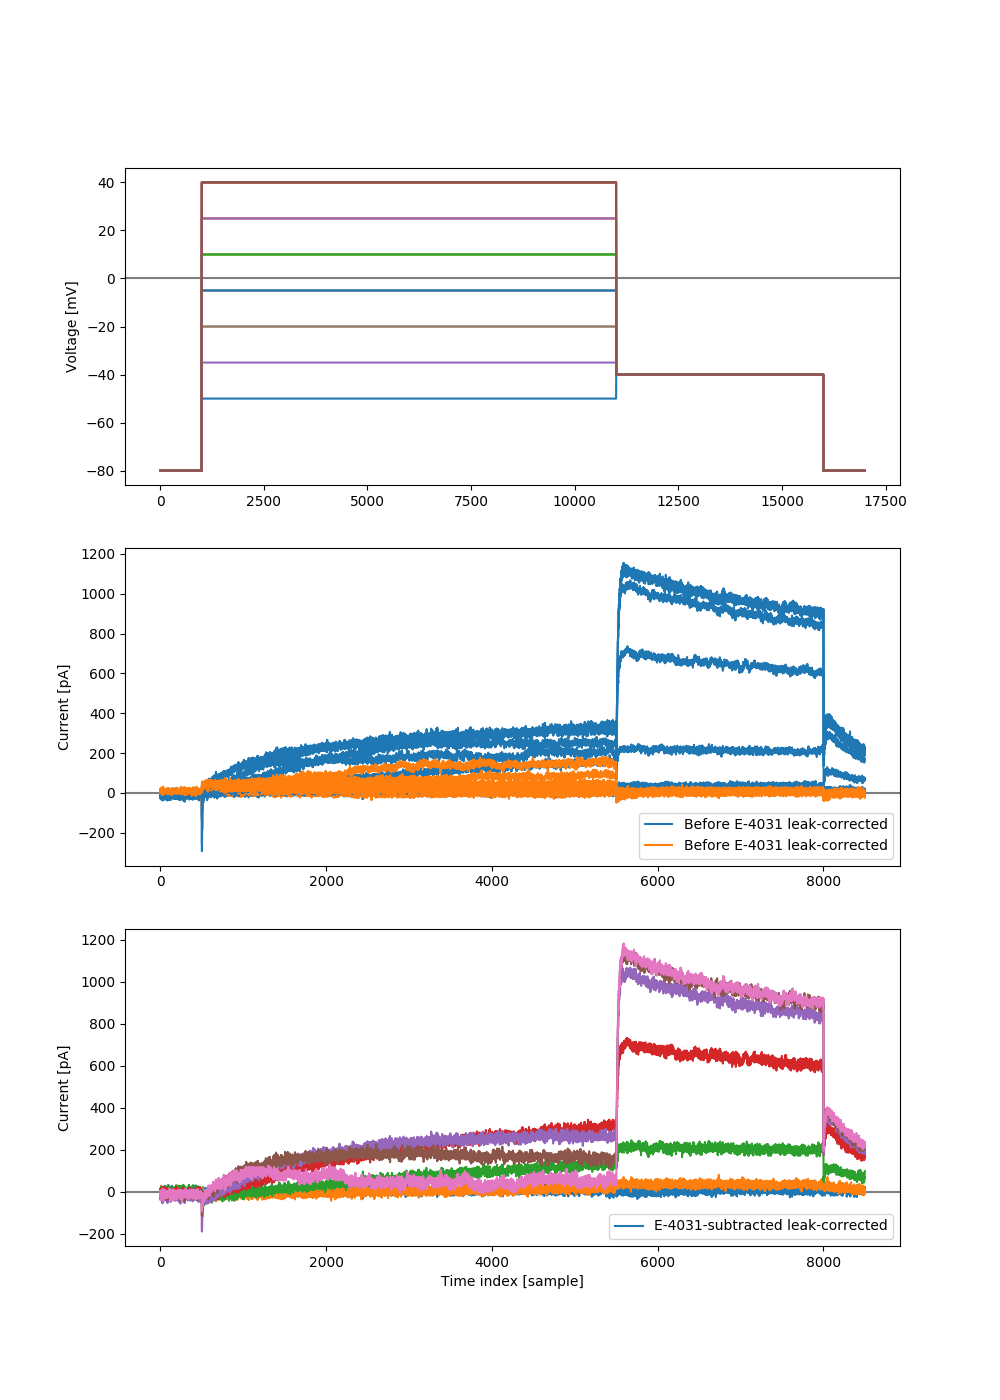 40
20
0
−20
−40
−60
−80
Voltage [mV]
0 2500 5000 7500 10000 12500 15000 17500
1200
1000
800
600
400
200
0
−200
Current [pA]
Before E-4031 leak-corrected
Before E-4031 leak-corrected
0 2000 4000 6000 8000
1200
1000
800
600
400
200
0
−200
Current [pA]
E-4031-subtracted leak-corrected
0 2000 4000 6000 8000
Time index [sample]